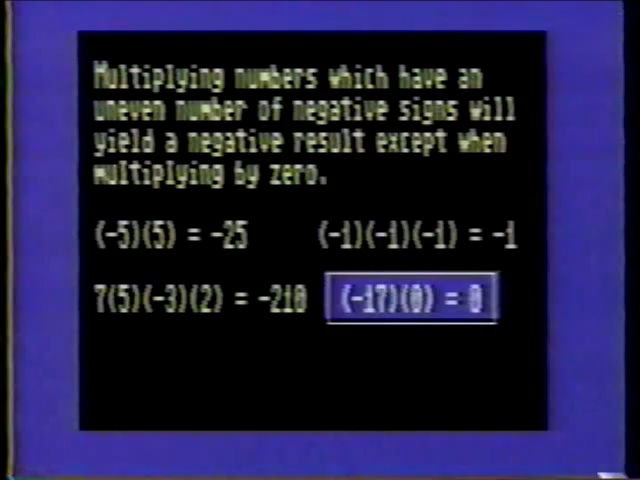 Multiplying numbers which have an
uneven number of negative signs will
yield a negative result except when
multiplying by zero.
(-5)(5) = -25 (-1)(-1)(-1) = -1
7(5)(-3)(2) = -210 (-17)(0) = 0